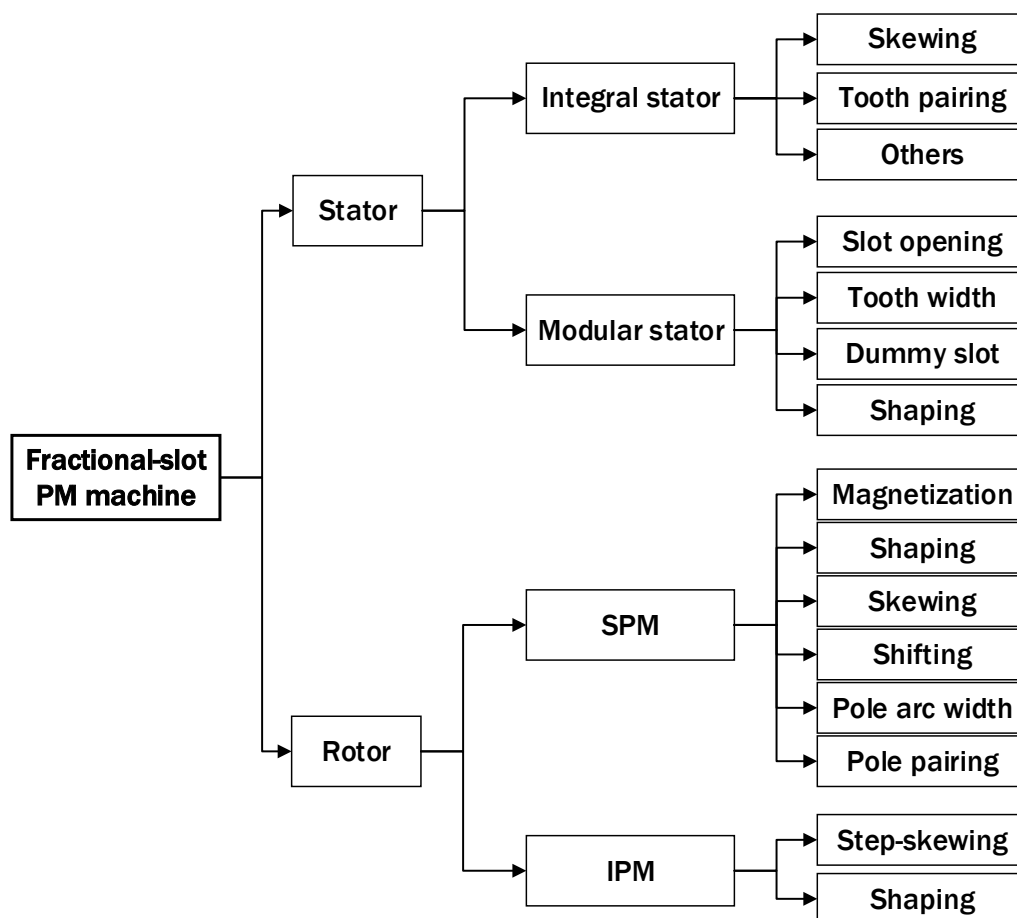 Fractional-slot
PM machine
Stator
Rotor
Integral stator
Modular stator
SPM
IPM
Skewing
Tooth pairing
Others
Slot opening
Tooth width
Dummy slot
Shaping
Magnetization
Shaping
Skewing
Shifting
Pole arc width
Pole pairing
Step-skewing
Shaping